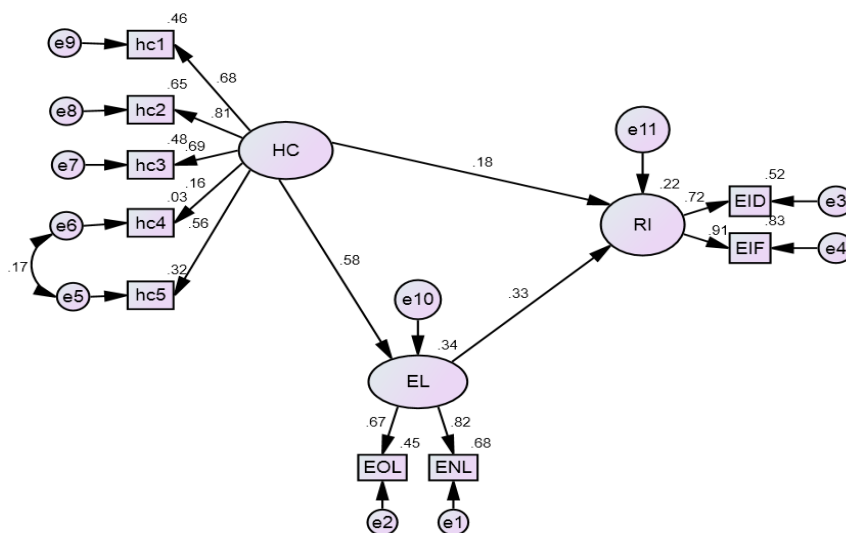 .46
e9
hc1
.68
.65
e8
hc2
.81
.48
HC
e11
e7
hc3
.69
.18
.16
.03
.22
.52
.72
EID
e3
e6
hc4
.56
RI
.83
.91
EIF
e4
.17
.58
.32
e5
hc5
e10
.33
.34
EL
.67
.82
.45
.68
EOL
ENL
e2
e1